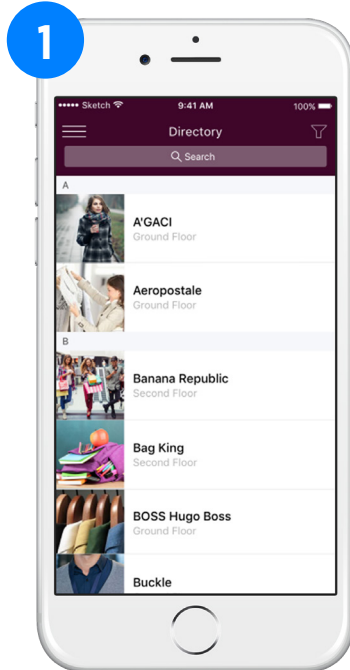 1
Sketch 9:41 AM 100%
Directory
Search
A
A'GACI
Ground Floor
Aeropostale
Ground Floor
B
Banana Republic
Second Floor
Bag King
Second Floor
BOSS Hugo Boss
Ground Floor
Buckle